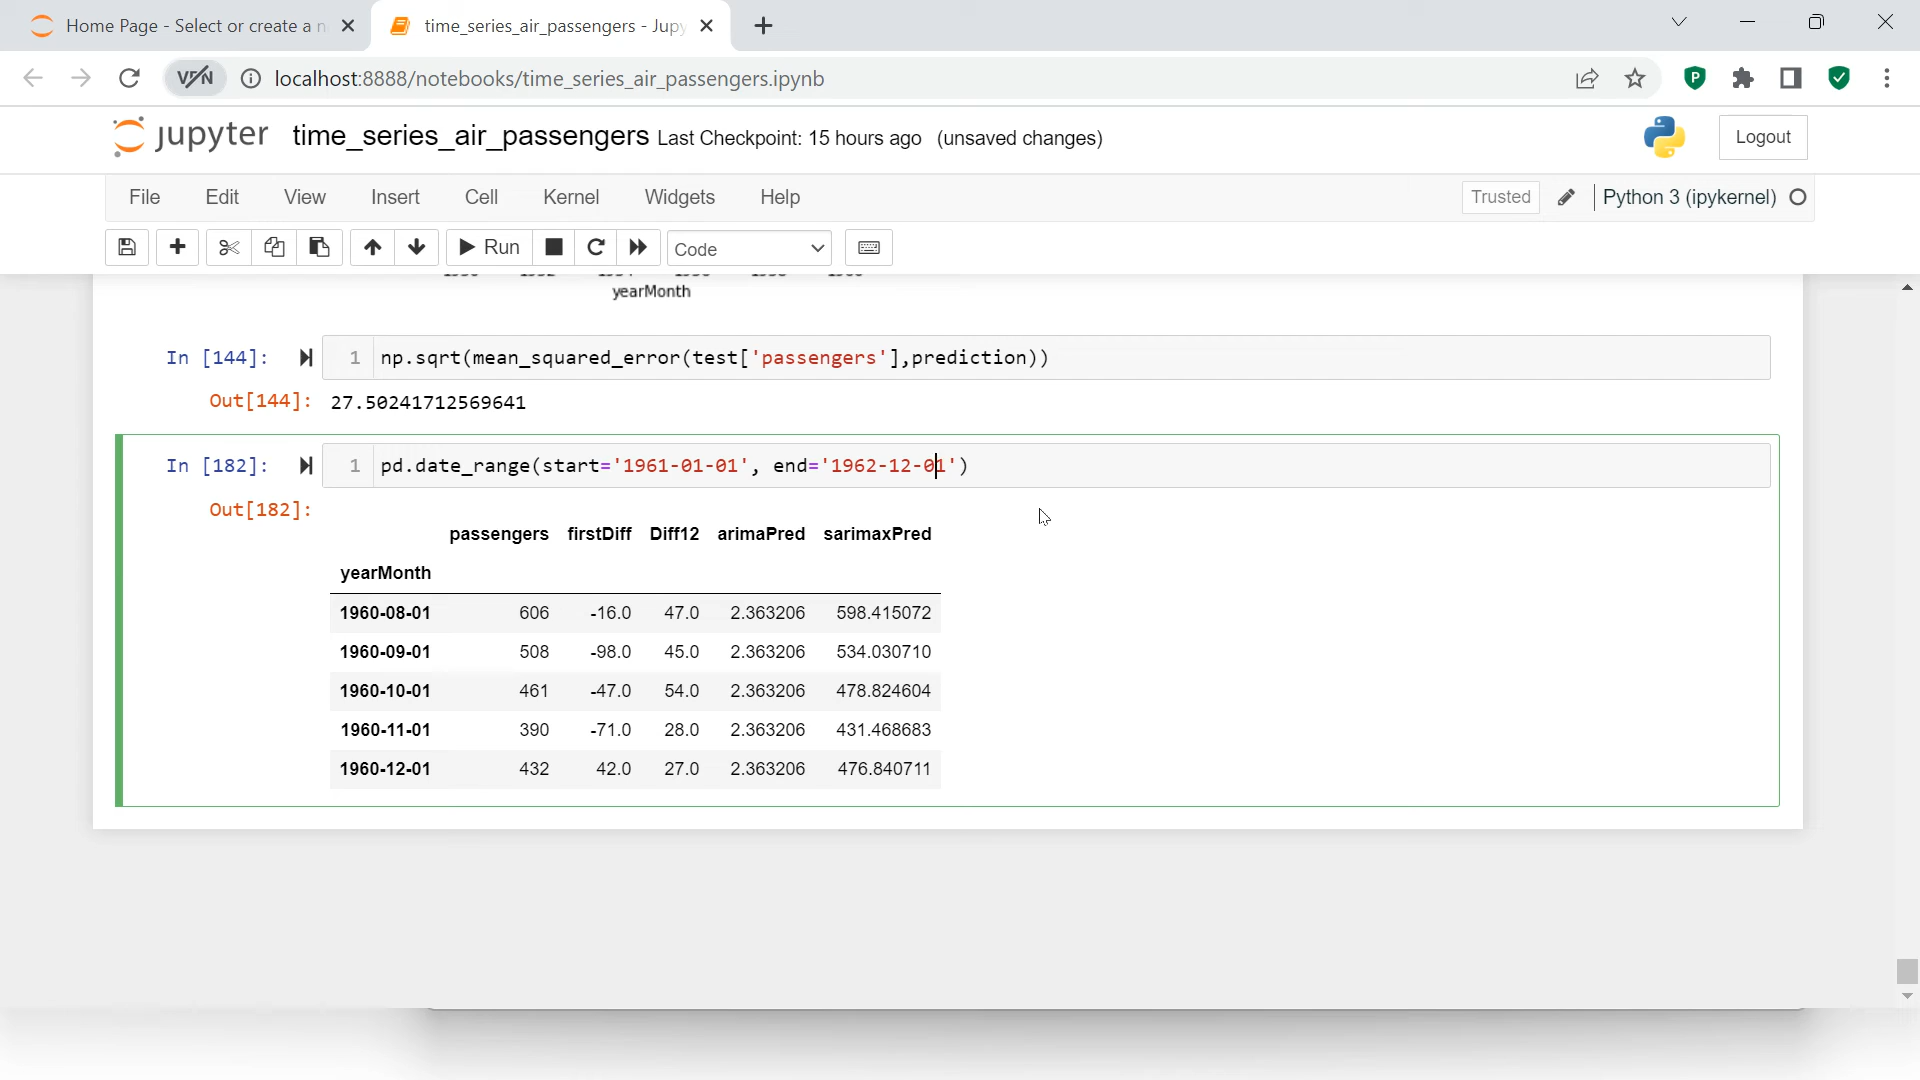 Home Page - Select or create a n
time_series_air_passengers - Jupy
VPN
localhost:8888/notebooks/time_series_air_passengers.ipynb
P
jupyter time_series_air_passengers Last Checkpoint: 15 hours ago (unsaved changes)
Logout
File Edit View Insert Cell Kernel Widgets Help
Trusted
Python 3 (ipykernel)
Run
Code
yearMonth
In [144]: 1 np.sqrt(mean_squared_error(test['passengers'],prediction))
Out[144]: 27.50241712569641
In [182]: 1 pd.date_range(start='1961-01-01', end='1962-12-01')
Out[182]:
passengers firstDiff Diff12 arimaPred sarimaxPred
yearMonth
1960-08-01 606 -16.0 47.0 2.363206 598.415072
1960-09-01 508 -98.0 45.0 2.363206 534.030710
1960-10-01 461 -47.0 54.0 2.363206 478.824604
1960-11-01 390 -71.0 28.0 2.363206 431.468683
1960-12-01 432 42.0 27.0 2.363206 476.840711